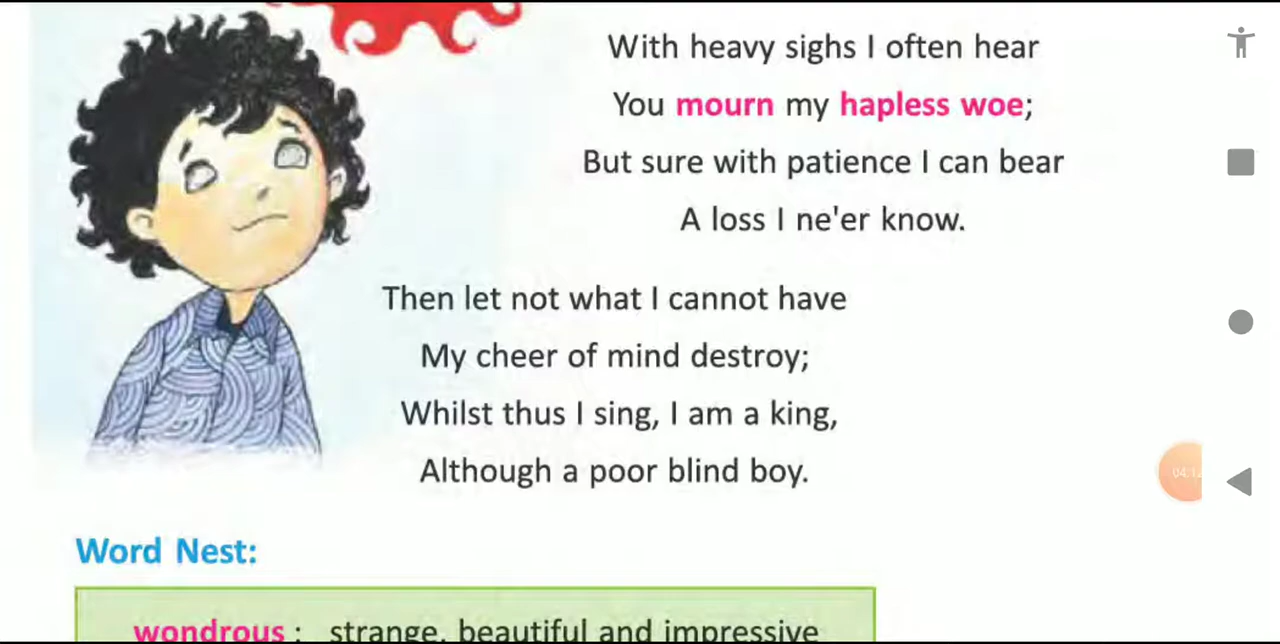 With heavy sighs I often hear
You mourn my hapless woe;
But sure with patience I can bear
A loss I ne'er know.
Then let not what I cannot have
My cheer of mind destroy;
Whilst thus I sing, I am a king,
Although a poor blind boy.
Word Nest:
wondrous : strange, beautiful and impressive